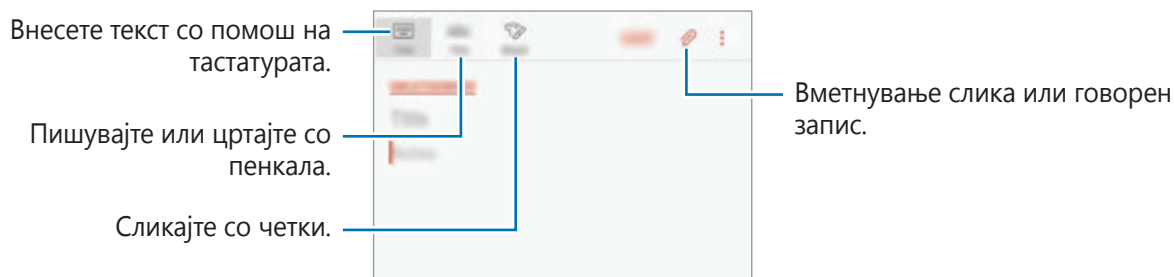 Внесете текст со помош на
тастатурата.
Пишувајте или цртајте со
пенкала.
Сликајте со четки.
Вметнување слика или говорен
запис.